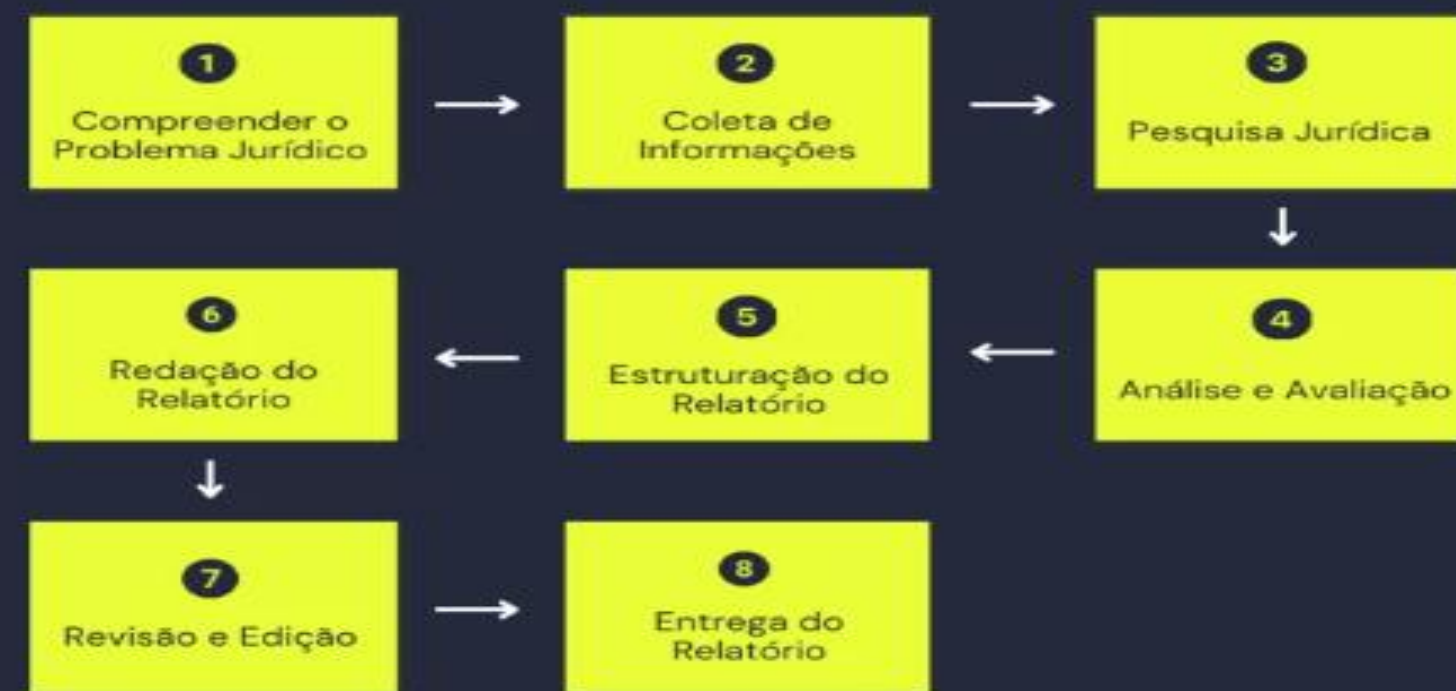 1
Compreender o
Problema Jurídico
2
Coleta de
Informações
3
Pesquisa Jurídica
4
Análise e Avaliação
5
Estruturação do
Relatório
6
Redação do
Relatório
7
Revisão e Edição
8
Entrega do
Relatório